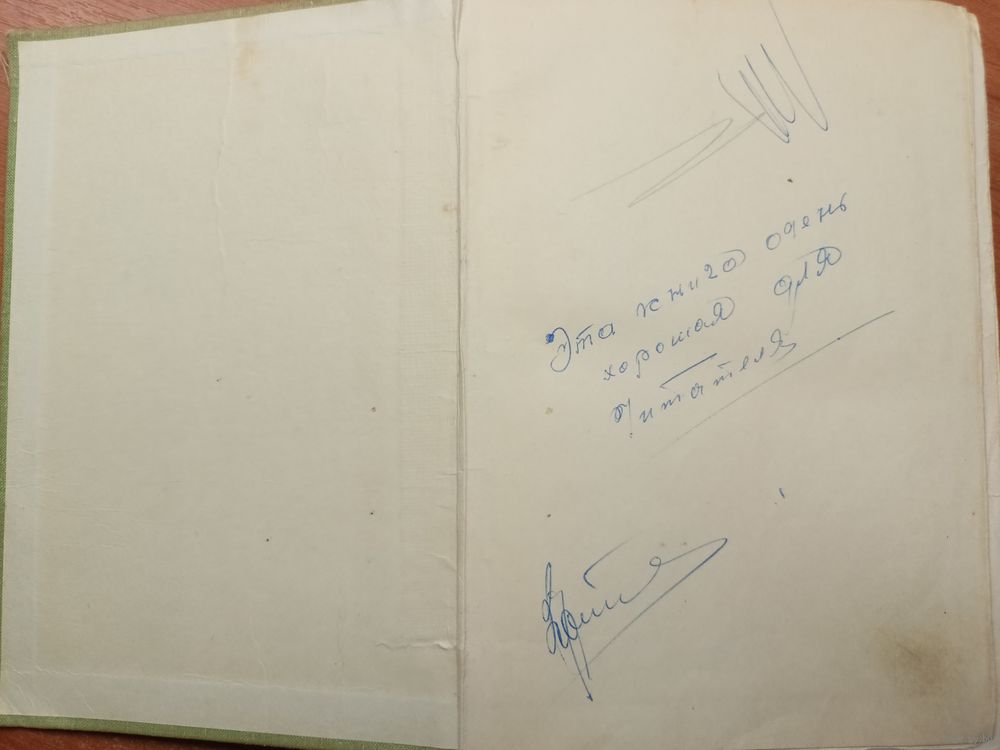 Эта книга очень
хорошая для
читателя